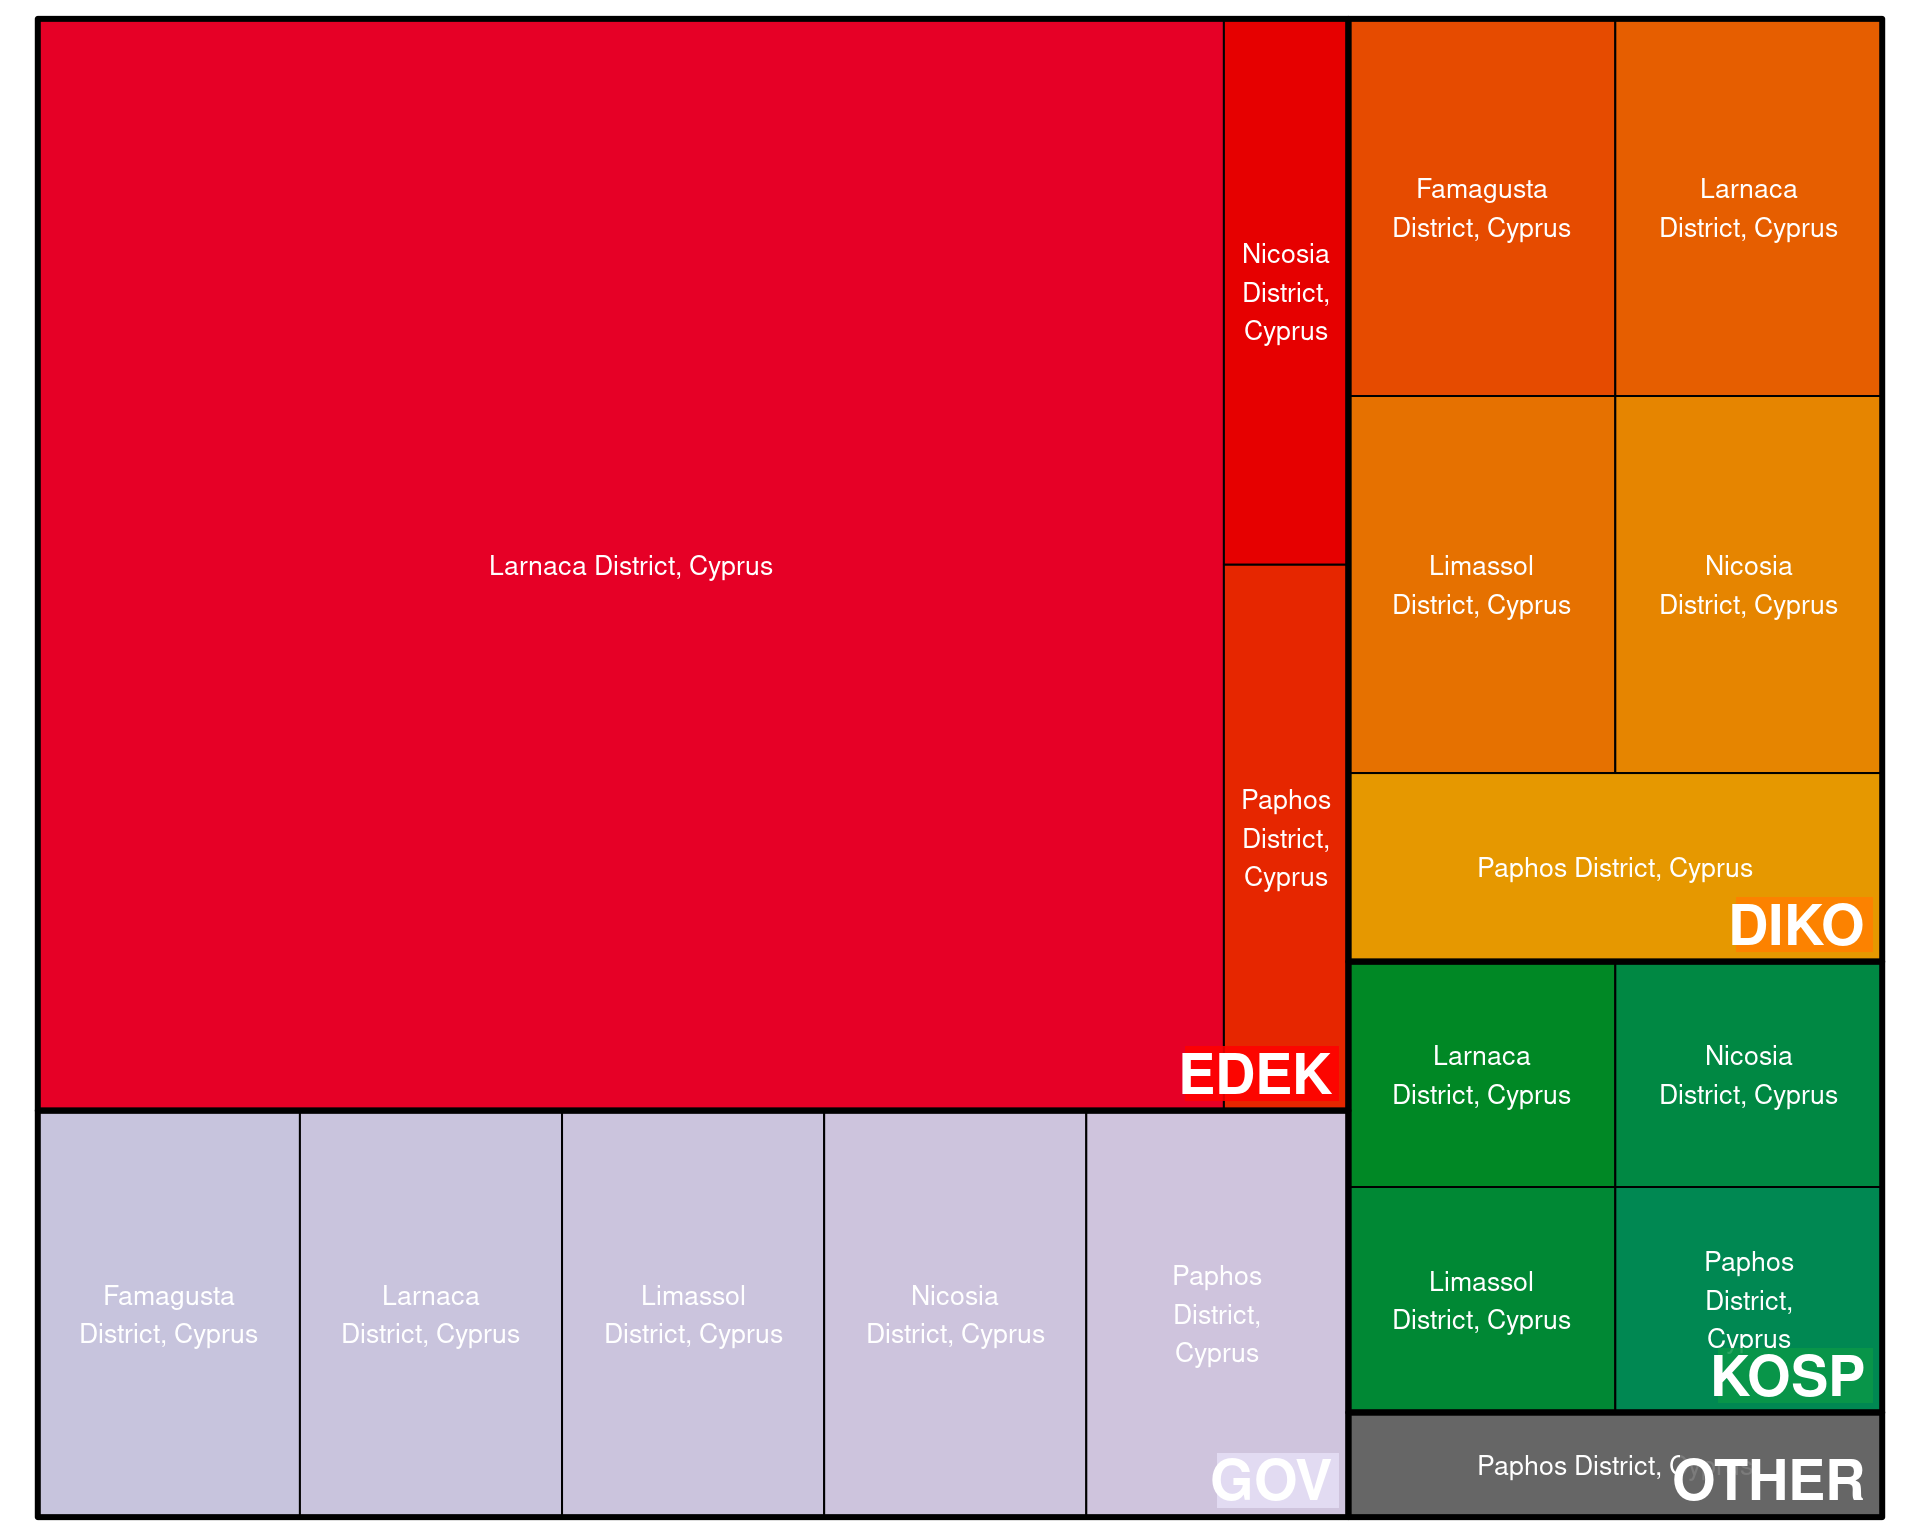 Larnaca District, Cyprus
Nicosia
District,
Cyprus
Paphos
District,
Cyprus
EDEK
Famagusta
District, Cyprus
Larnaca
District, Cyprus
Limassol
District, Cyprus
Nicosia
District, Cyprus
Paphos District, Cyprus
DIKO
Famagusta
District, Cyprus
Larnaca
District, Cyprus
Limassol
District, Cyprus
Nicosia
District, Cyprus
Paphos
District,
Cyprus
GOV
Larnaca
District, Cyprus
Nicosia
District, Cyprus
Limassol
District, Cyprus
Paphos
District,
Cyprus
KOSP
Paphos District,
OTHER